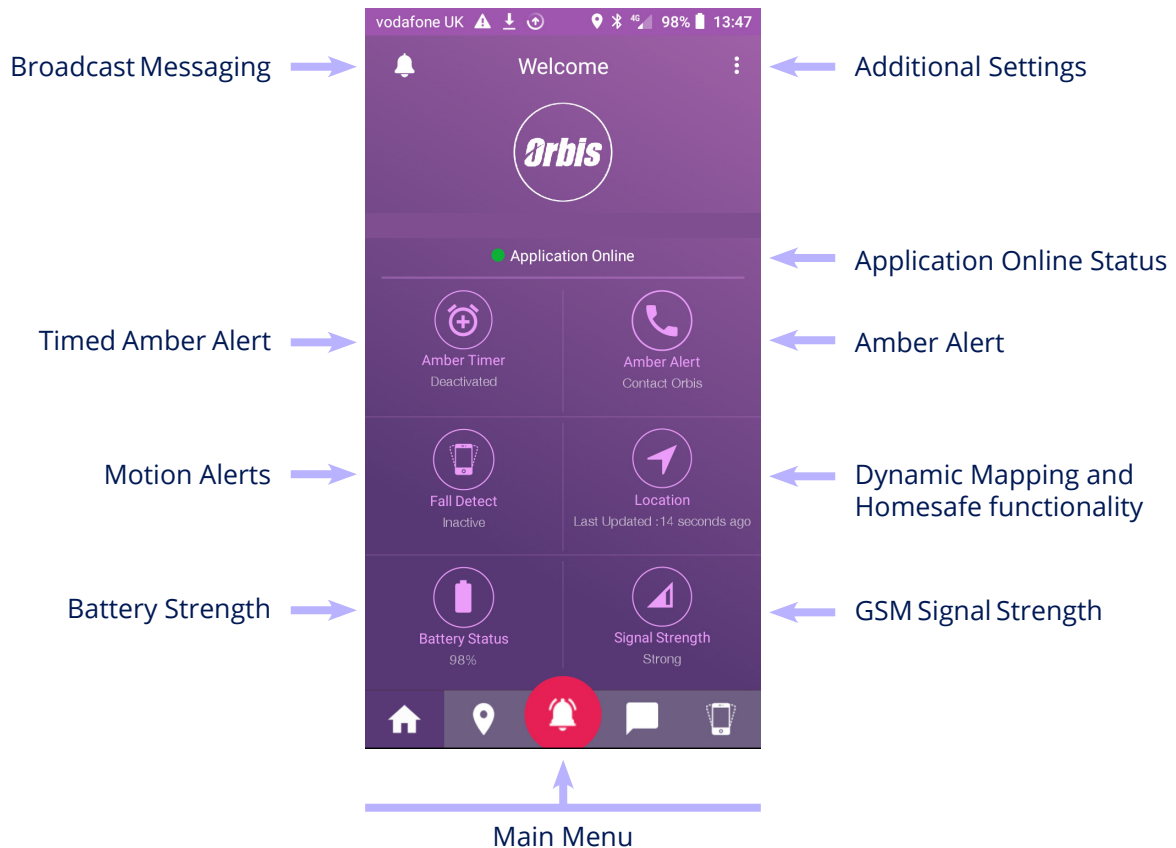 vodafone UK 4G 98% 13:47
Broadcast Messaging
Welcome
Additional Settings
Orbis
Application Online
Application Online Status
Timed Amber Alert
Amber Timer
Deactivated
Amber Alert
Contact Orbis
Amber Alert
Motion Alerts
Fall Detect
Inactive
Location
Last Updated :14 seconds ago
Dynamic Mapping and
Homesafe functionality
Battery Strength
Battery Status
98%
Signal Strength
Strong
GSM Signal Strength
Main Menu